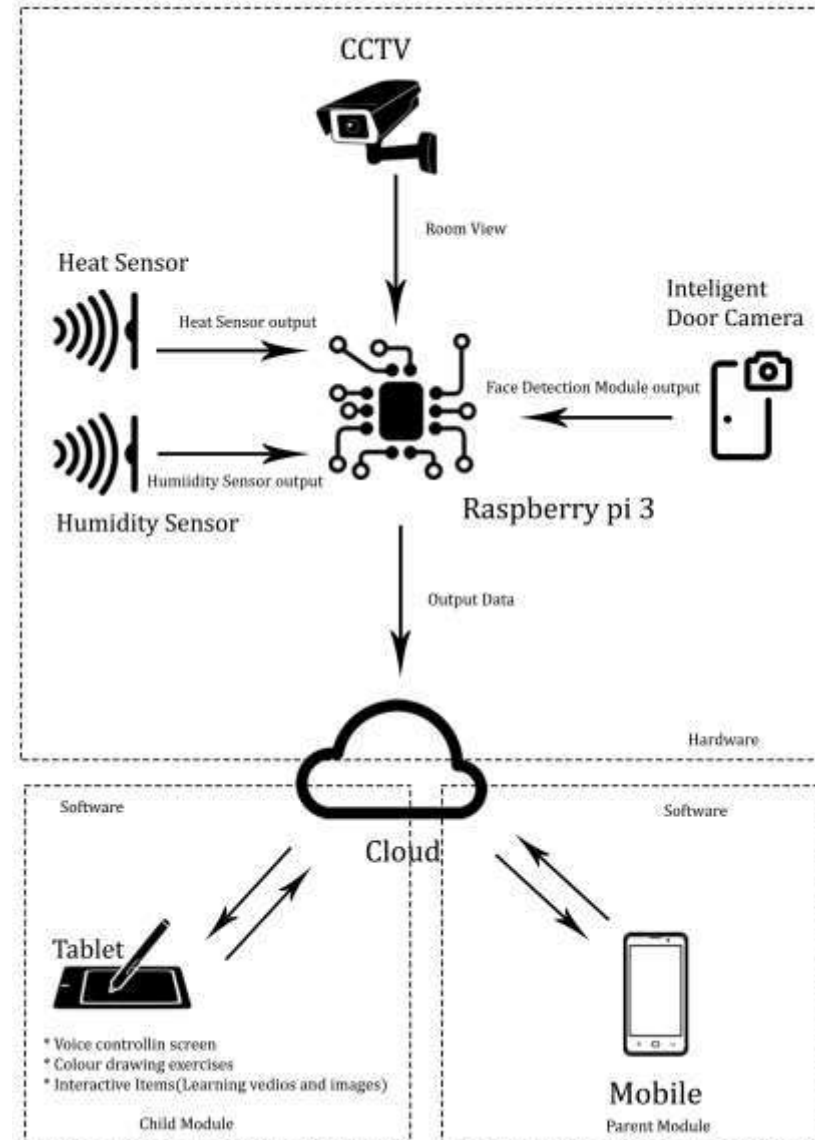 CCTV
Room View
Heat Sensor
Heat Sensor output
Inteligent
Door Camera
Face Detection Module output
Humiidity Sensor output
Humidity Sensor
Raspberry pi 3
Output Data
Hardware
Software
Software
Cloud
Tablet
* Voice controllin screen
* Colour drawing exercises
* Interactive Items(Learning vedios and images)
Child Module
Mobile
Parent Module